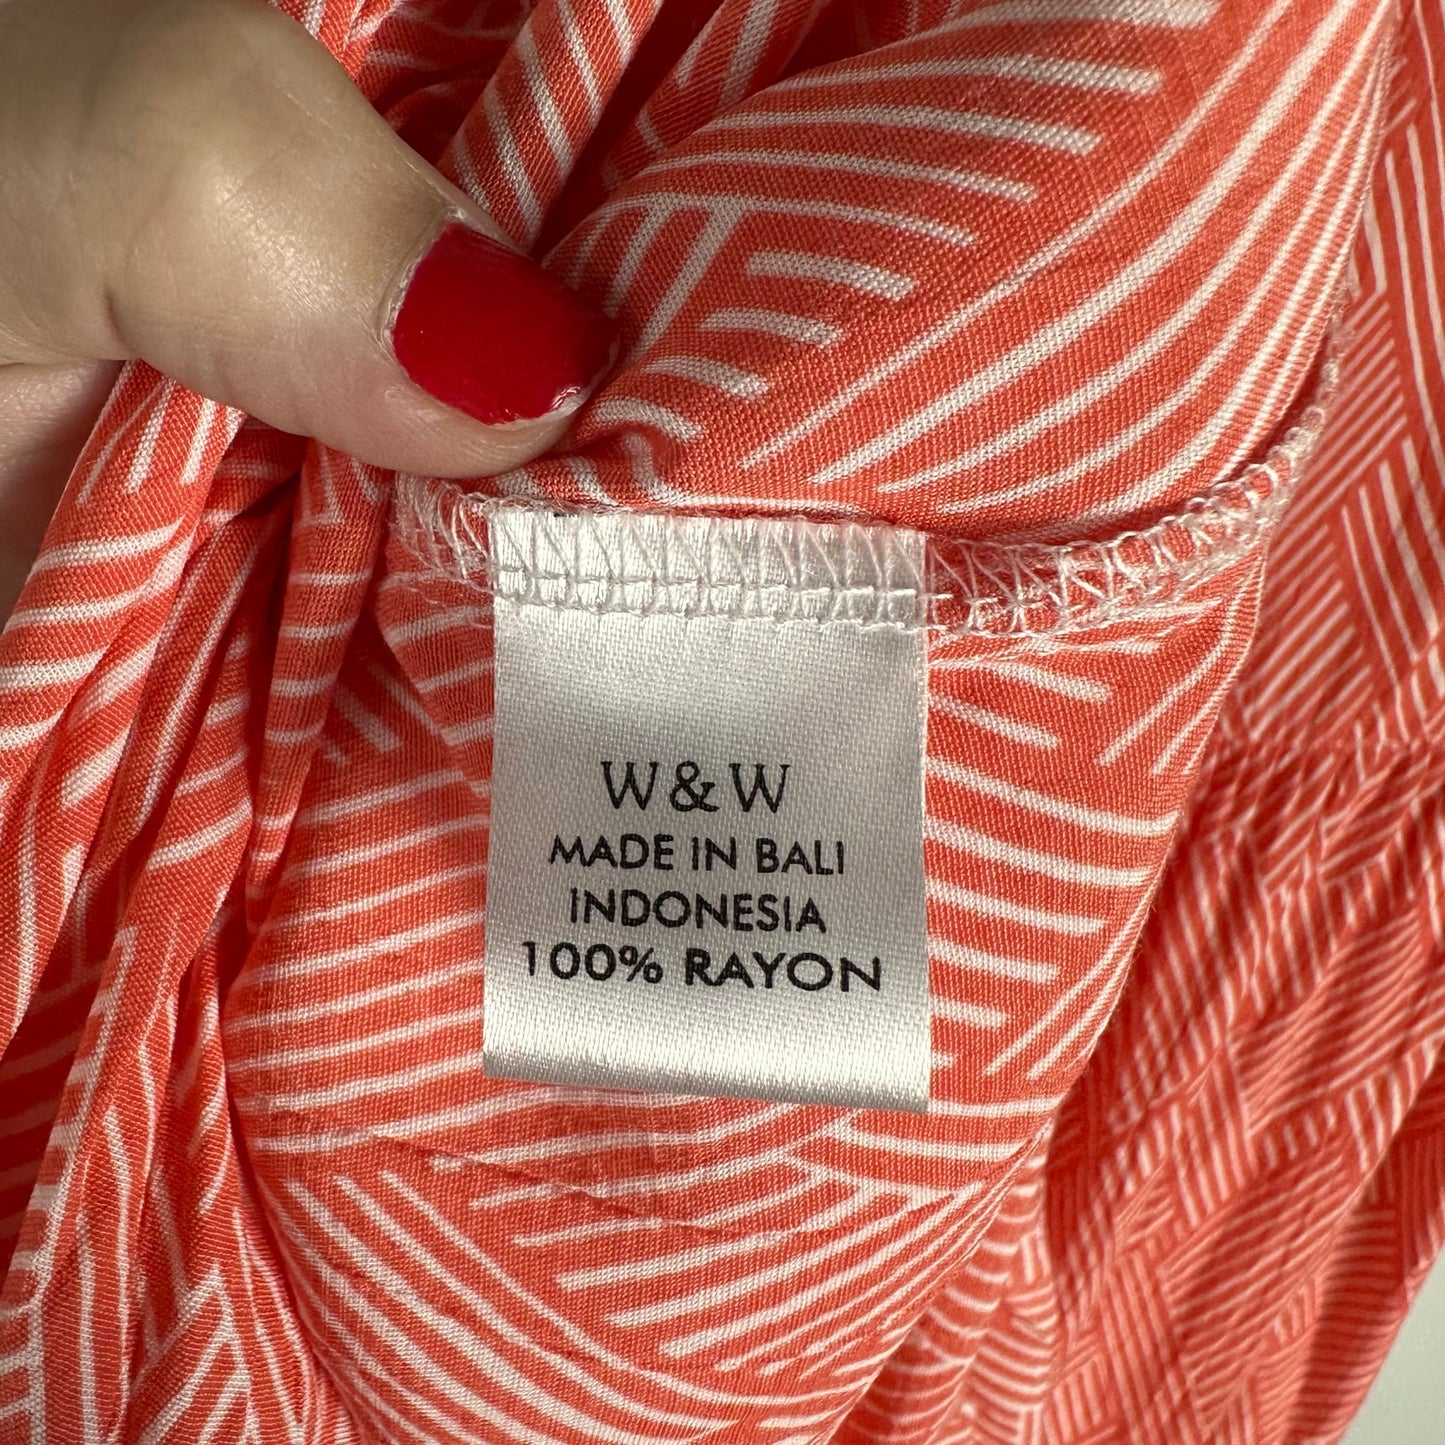 W & W
MADE IN BALI
INDONESIA
100% RAYON